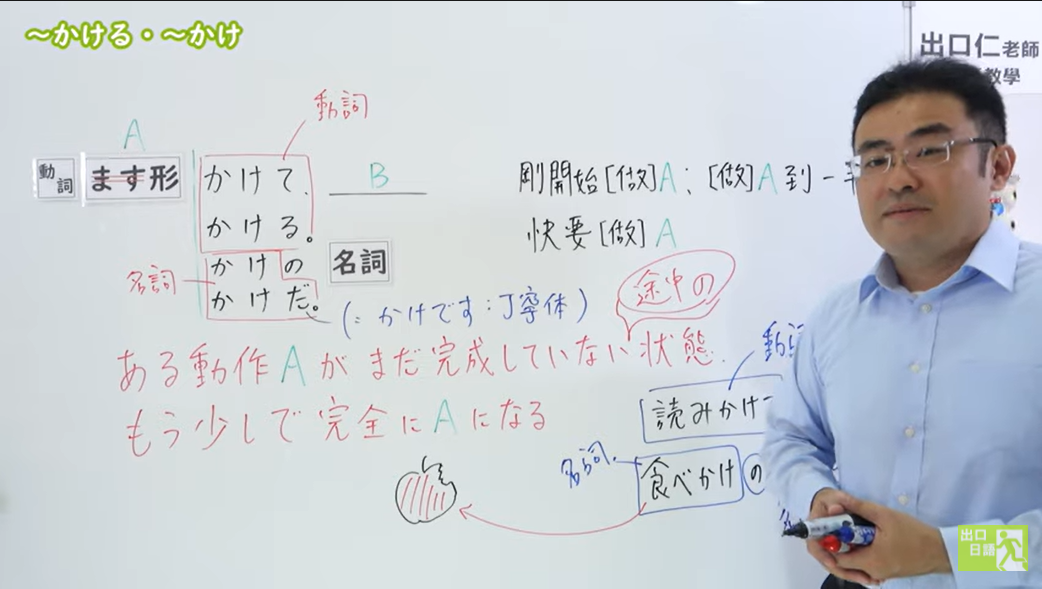 ～かける・～かけ
出口仁老師
教學
動詞
A
動詞 ます形
かけて、 B
かける。
剛開始[做]A；[做]A到一
快要[做]A
名詞
かけの 名詞
かけだ。
(= かけです：丁寧体)
途中の
ある動作Aがまだ完成していない状態.
もう少しで完全にAになる
動詞
読みかけ
名詞.
食べかけの
出口
日語